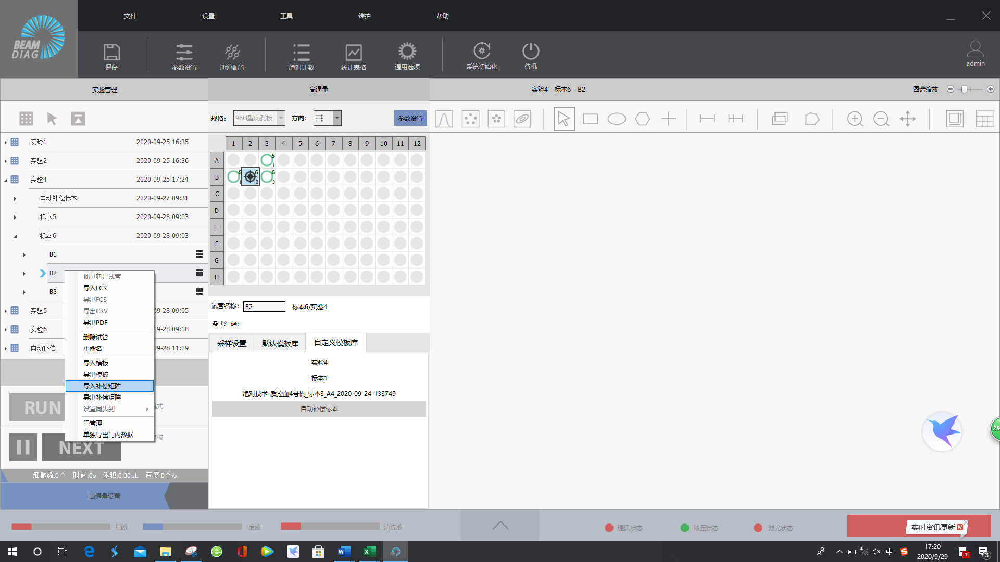 BEAM
DIAG
文件
设置
工具
维护
帮助
保存
参数设置
通道配置
绝对计数
统计表格
通用选项
系统初始化
待机
admin
实验管理
高通量
实验4 - 标本6 - B2
图谱缩放
规格:
96U型底孔板
方向:
参数设置
实验1 2020-09-25 16:35
实验2 2020-09-25 16:36
实验4 2020-09-25 17:24
自动补偿标本 2020-09-27 09:31
标本5 2020-09-28 09:03
标本6 2020-09-28 09:03
B1
B2
B3
实验5 09-28 09:05
实验6 09-28 09:18
自动补偿 09-28 11:09
批量新建试管
导入FCS
导出FCS
导出CSV
导出PDF
删除试管
重命名
导入模板
导出模板
导入补偿矩阵
导出补偿矩阵
设置同步到
门管理
单独导出门内数据
RUN
NEXT
细胞数:0个 时间:0s 体积:0.00uL 速度:0个/s
高通量设置
1 2 3 4 5 6 7 8 9 10 11 12
A 5 1
B 6 1 6 2 6 3
C
D
E
F
G
H
试管名称: B2 标本6/实验4
条 形 码:
采样设置
默认模板库
自定义模板库
实验4
标本1
绝对技术-质控血4号机_标本3_A4_2020-09-24-133749
自动补偿标本
鞘液
废液
清洗液
通讯状态
液压状态
激光状态
实时资讯更新 N
29
中
17:20
2020/9/29
20
3